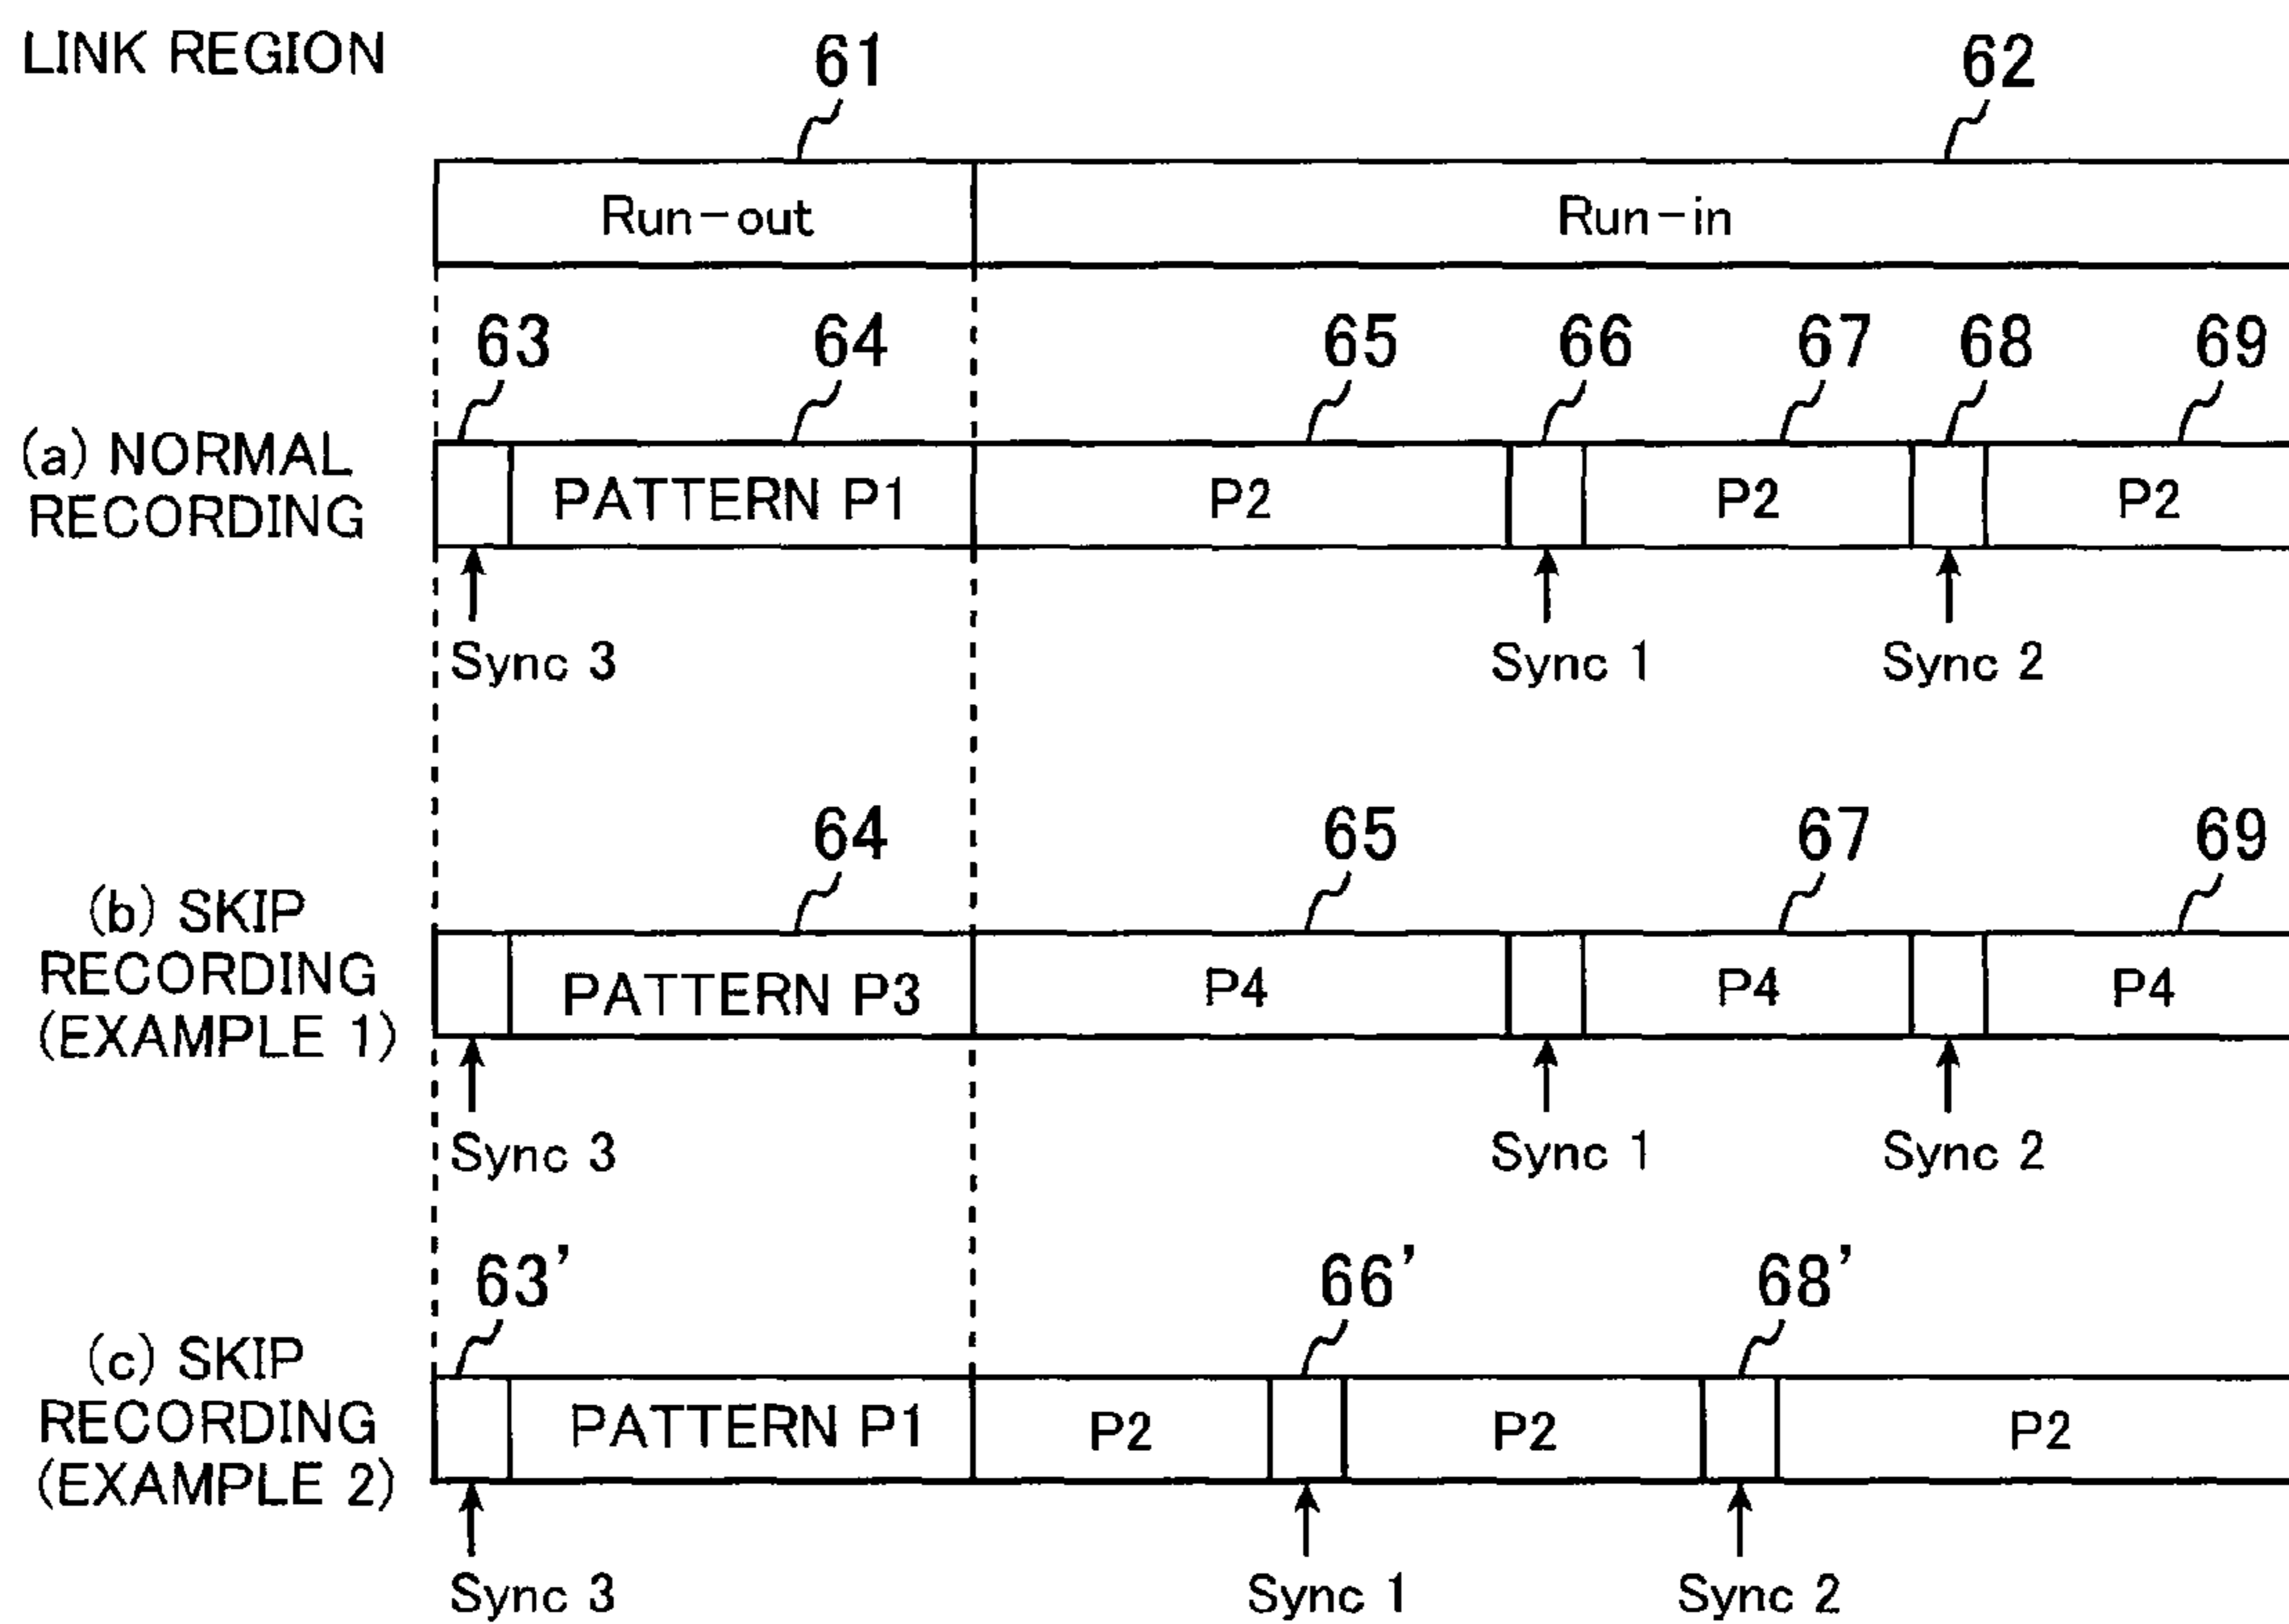 LINK REGION
61
62
Run-out
Run-in
63
64
65
66
67
68
69
(a) NORMAL
RECORDING
PATTERN P1
P2
P2
P2
Sync 3
Sync 1
Sync 2
64
65
67
69
(b) SKIP
RECORDING
(EXAMPLE 1)
PATTERN P3
P4
P4
P4
Sync 3
Sync 1
Sync 2
63'
66'
68'
(c) SKIP
RECORDING
(EXAMPLE 2)
PATTERN P1
P2
P2
P2
Sync 3
Sync 1
Sync 2